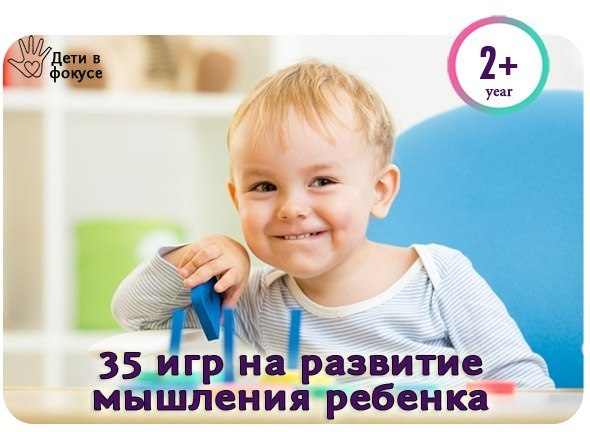 Дети в
фокусе
2+
year
35 игр на развитие
мышления ребенка